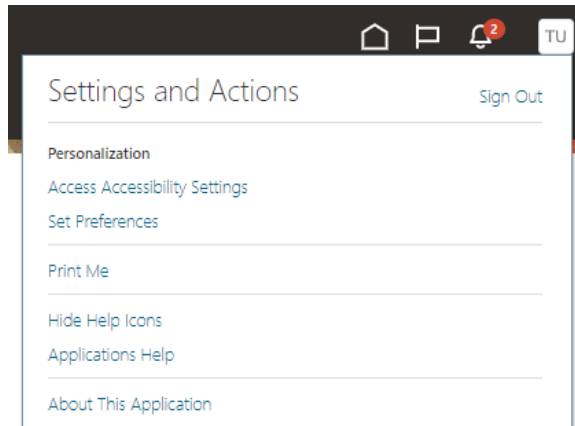 2
TU
Settings and Actions
Sign Out
Personalization
Access Accessibility Settings
Set Preferences
Print Me
Hide Help Icons
Applications Help
About This Application